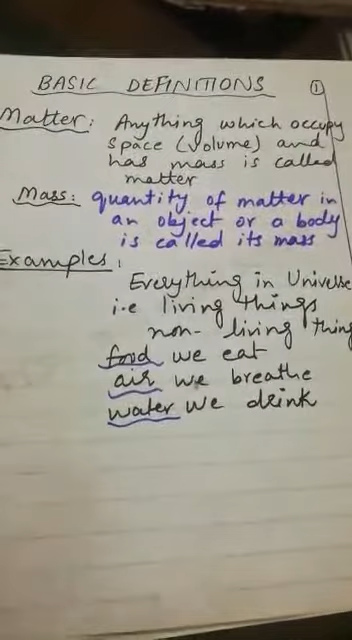 BASIC DEFINITIONS
①
Matter: Anything which occupy
space (volume) and
has mass is called
matter
Mass: quantity of matter in
an object or a body
is called its mass
Examples:
Everything in Universe
i.e living things
non-living thing
food we eat
air we breathe
water we drink